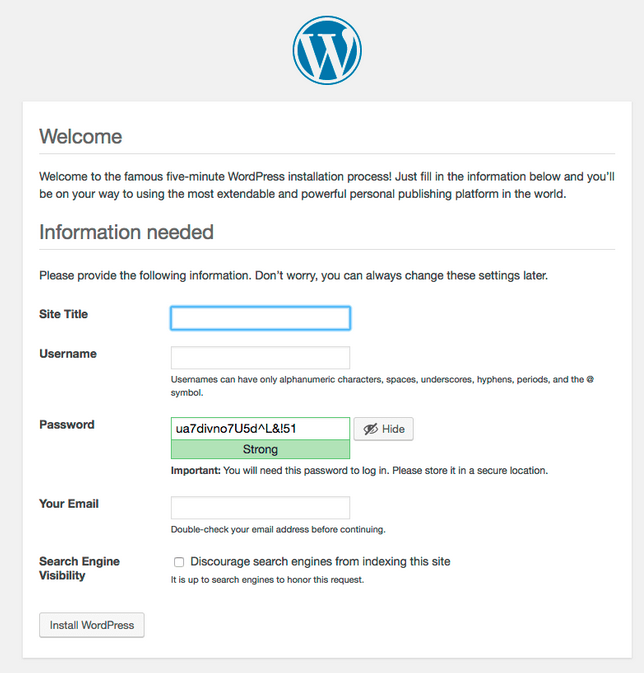 Welcome
Welcome to the famous five-minute WordPress installation process! Just fill in the information below and you'll
be on your way to using the most extendable and powerful personal publishing platform in the world.
Information needed
Please provide the following information. Don't worry, you can always change these settings later.
Site Title
Username
Usernames can have only alphanumeric characters, spaces, underscores, hyphens, periods, and the @
symbol.
Password
ua7divno7U5d^L&!51
Hide
Strong
Important: You will need this password to log in. Please store it in a secure location.
Your Email
Double-check your email address before continuing.
Search Engine
Visibility
Discourage search engines from indexing this site
It is up to search engines to honor this request.
Install WordPress